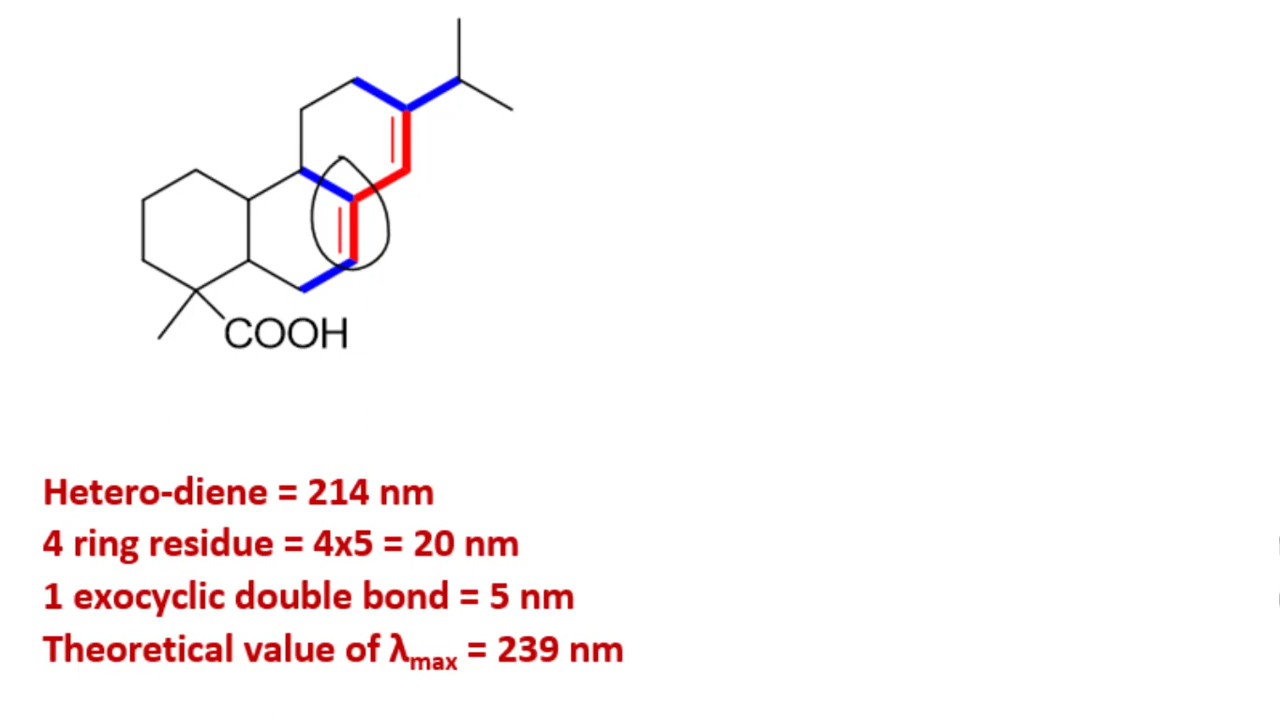 COOH
Hetero-diene = 214 nm
4 ring residue = 4x5 = 20 nm
1 exocyclic double bond = 5 nm
Theoretical value of λmax = 239 nm